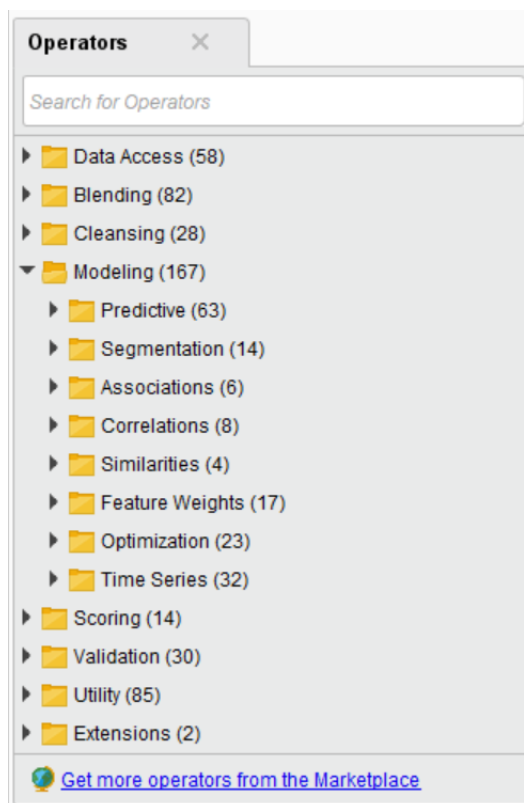 Operators
Search for Operators
Data Access (58)
Blending (82)
Cleansing (28)
Modeling (167)
Predictive (63)
Segmentation (14)
Associations (6)
Correlations (8)
Similarities (4)
Feature Weights (17)
Optimization (23)
Time Series (32)
Scoring (14)
Validation (30)
Utility (85)
Extensions (2)
Get more operators from the Marketplace